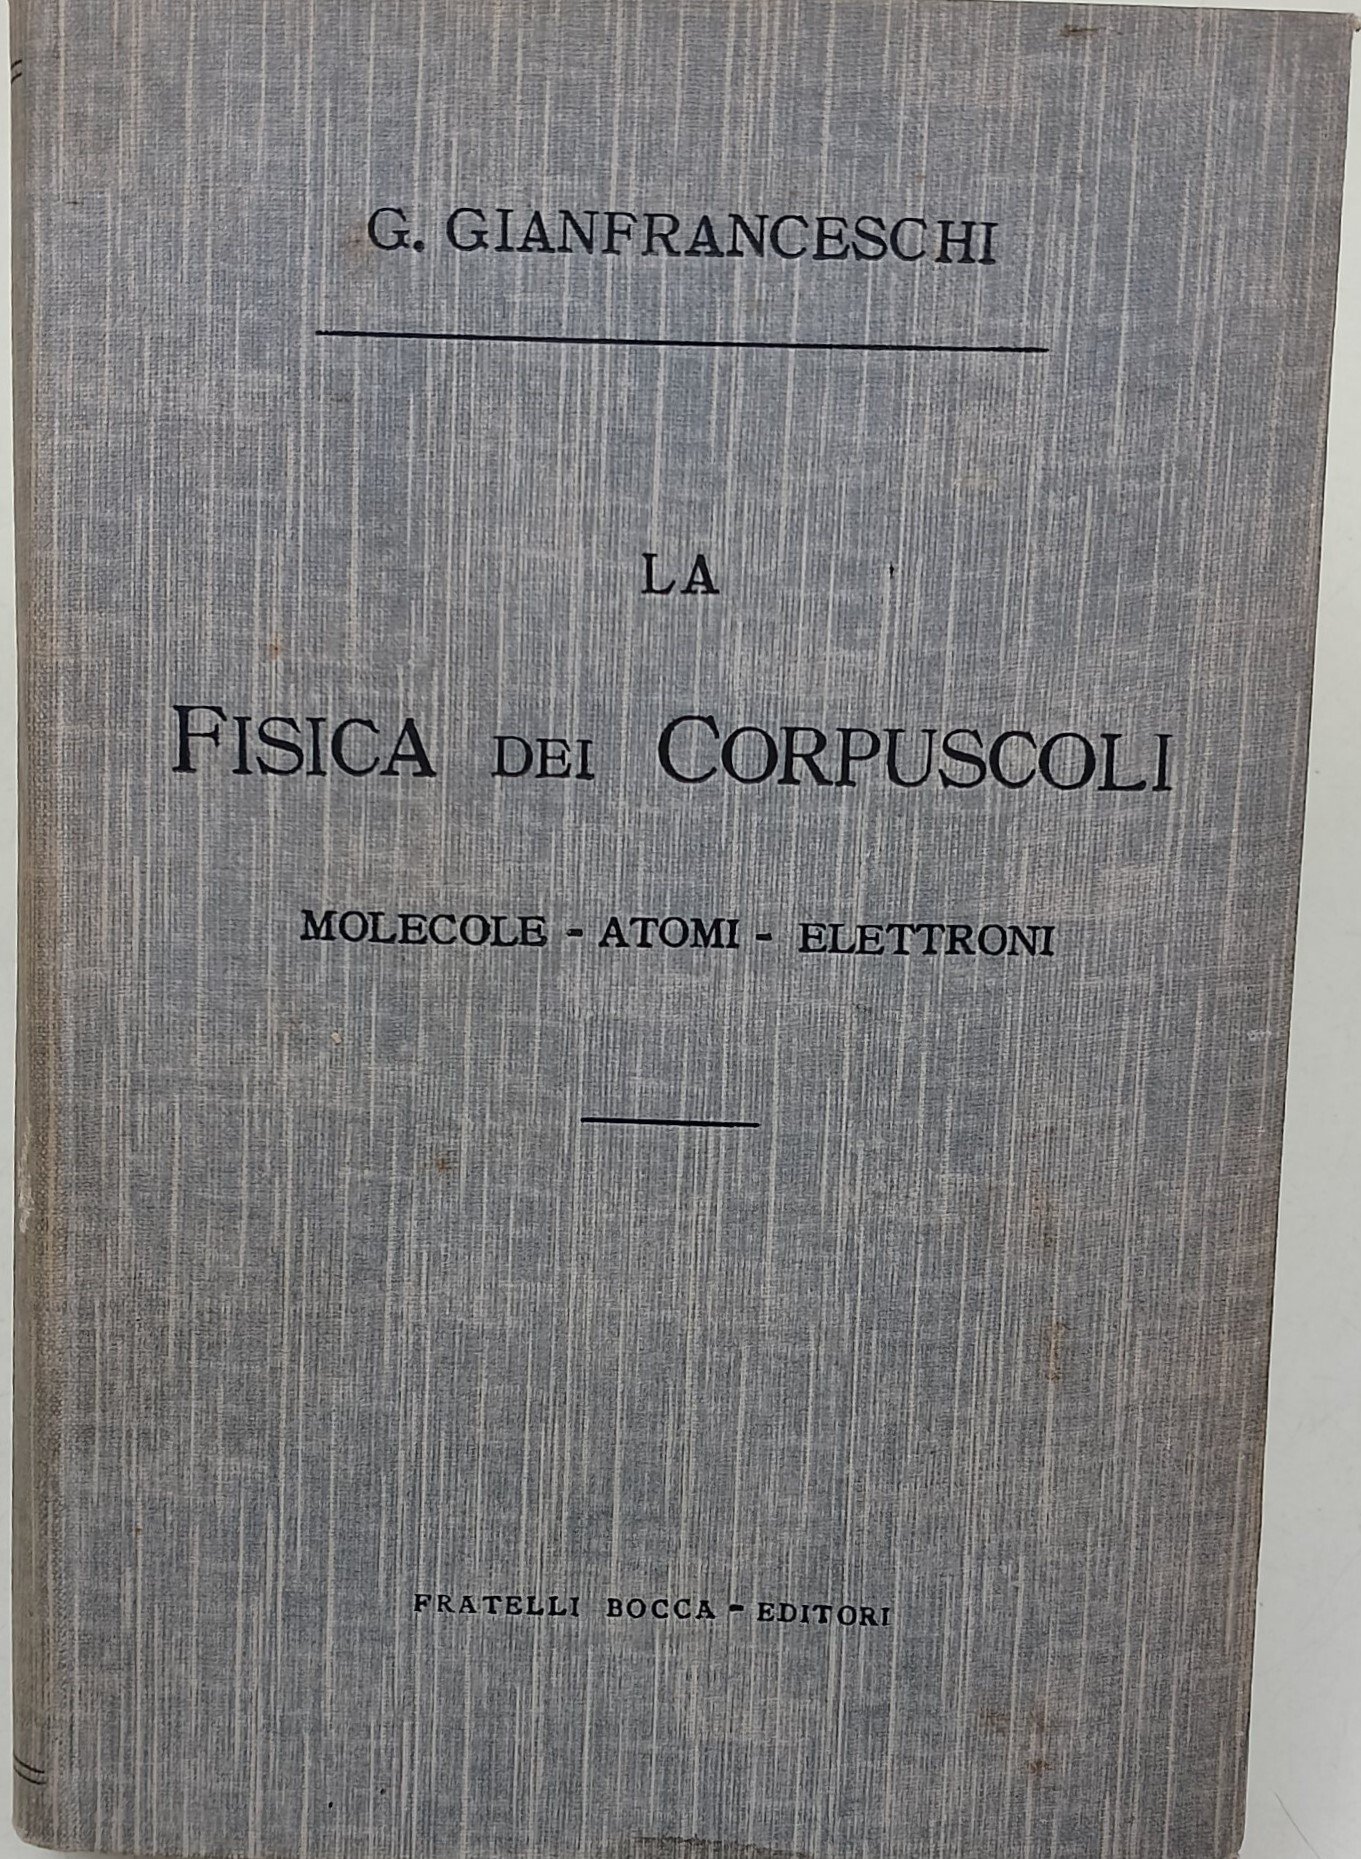 G. GIANFRANCESCHI
LA
FISICA DEI CORPUSCOLI
MOLECOLE - ATOMI - ELETTRONI
FRATELLI BOCCA - EDITORI